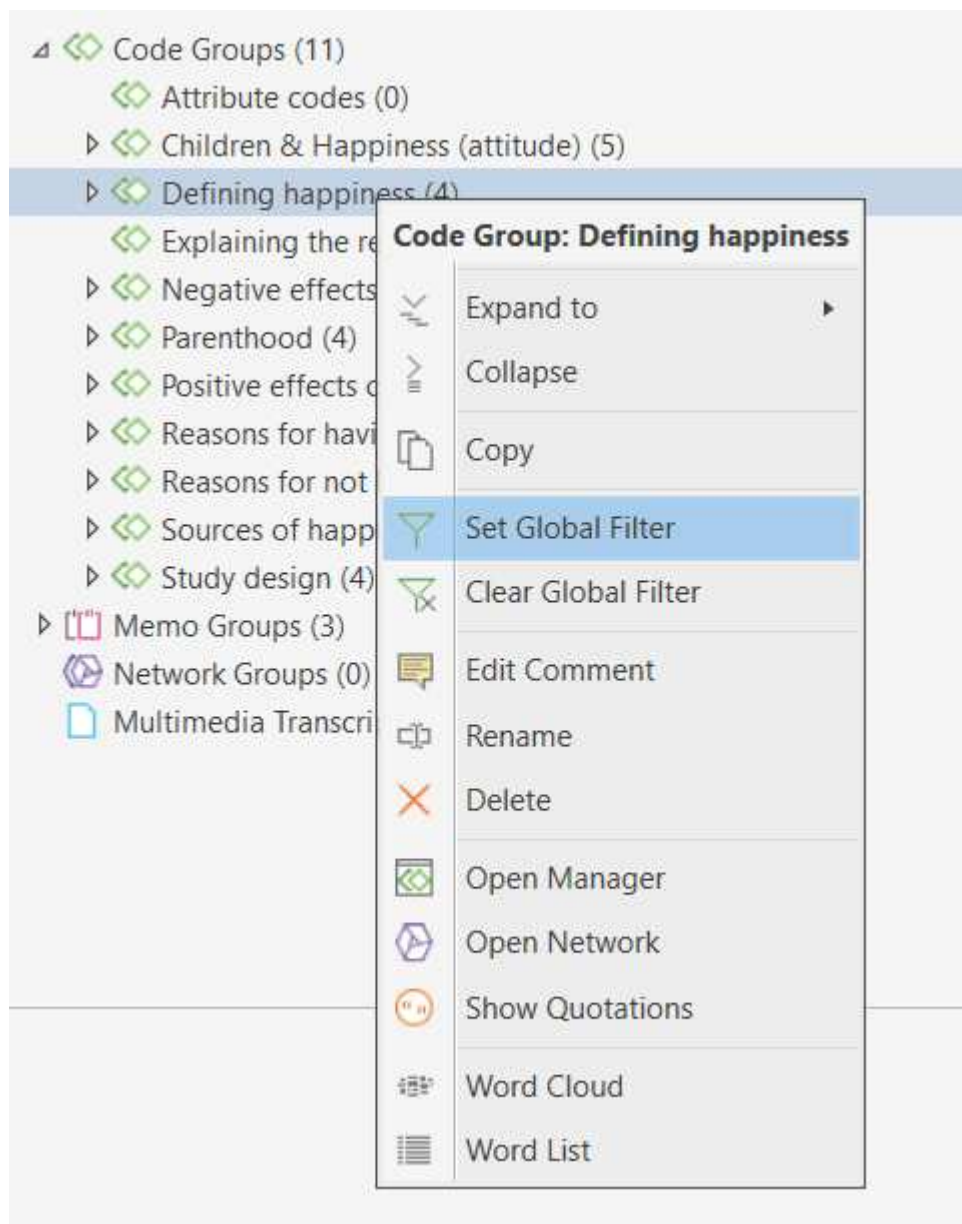 Code Groups (11)
Attribute codes (0)
Children & Happiness (attitude) (5)
Defining happiness (4)
Explaining the re
Negative effects
Parenthood (4)
Positive effects
Reasons for havi
Reasons for not
Sources of happ
Study design (4)
Memo Groups (3)
Network Groups (0)
Multimedia Transcri
Code Group: Defining happiness
Expand to
Collapse
Copy
Set Global Filter
Clear Global Filter
Edit Comment
Rename
Delete
Open Manager
Open Network
Show Quotations
Word Cloud
Word List